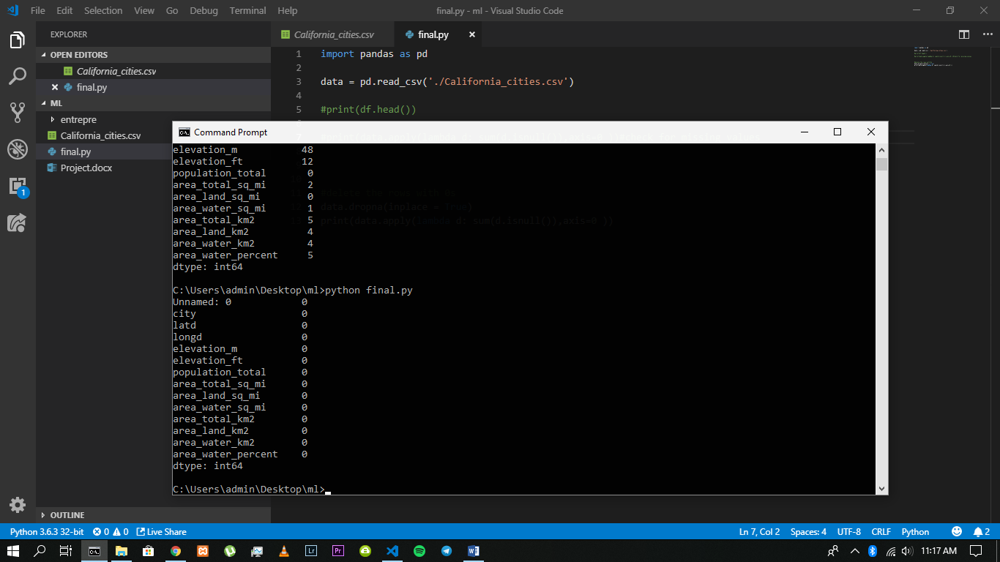 File Edit Selection View Go Debug Terminal Help
final.py - ml - Visual Studio Code
EXPLORER
OPEN EDITORS
California_cities.csv
final.py
ML
entrepre
California_cities.csv
final.py
Project.docx
OUTLINE
1
California_cities.csv
final.py
1 import pandas as pd
2
3 data = pd.read_csv('./California_cities.csv')
4
5 #print(df.head())
data.dropna(inplace = True)
print(data.apply(lambda d: sum(d.isnull()),axis=0 ))
Command Prompt
elevation_m 48
elevation_ft 12
population_total 0
area_total_sq_mi 2
area_land_sq_mi 0
area_water_sq_mi 1
area_total_km2 5
area_land_km2 4
area_water_km2 4
area_water_percent 5
dtype: int64
C:\Users\admin\Desktop\ml>python final.py
Unnamed: 0 0
city 0
latd 0
longd 0
elevation_m 0
elevation_ft 0
population_total 0
area_total_sq_mi 0
area_land_sq_mi 0
area_water_sq_mi 0
area_total_km2 0
area_land_km2 0
area_water_km2 0
area_water_percent 0
dtype: int64
C:\Users\admin\Desktop\ml>
Python 3.6.3 32-bit 0 0 Live Share
Ln 7, Col 2 Spaces: 4 UTF-8 CRLF Python 2
Lr Pr
11:17 AM